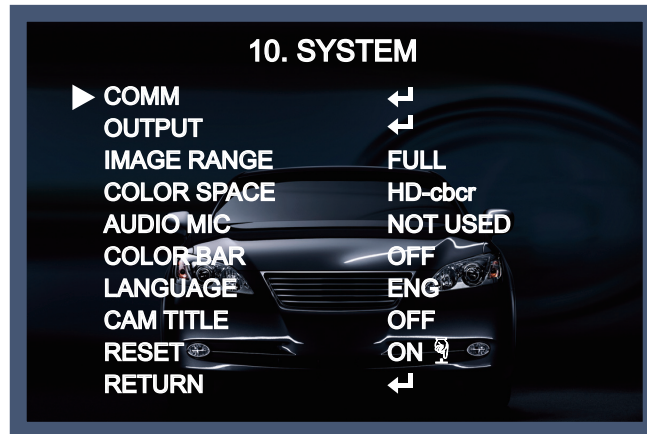 10. SYSTEM
COMM ↵
OUTPUT ↵
IMAGE RANGE FULL
COLOR SPACE HD-cbcr
AUDIO MIC NOT USED
COLOR BAR OFF
LANGUAGE ENG
CAM TITLE OFF
RESET ON
RETURN ↵